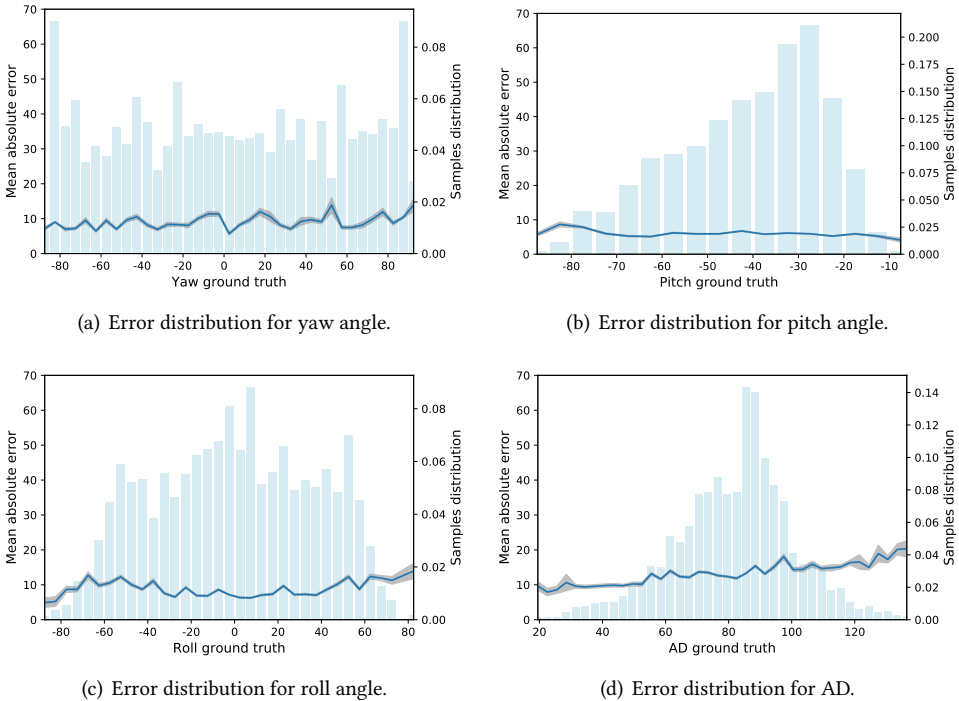 70
60
50
40
30
20
10
0
Mean absolute error
-80 -60 -40 -20 0 20 40 60 80
Yaw ground truth
0.08
0.06
0.04
0.02
0.00
Samples distribution
(a) Error distribution for yaw angle.
70
60
50
40
30
20
10
0
Mean absolute error
-80 -70 -60 -50 -40 -30 -20 -10
Pitch ground truth
0.200
0.175
0.150
0.125
0.100
0.075
0.050
0.025
0.000
Samples distribution
(b) Error distribution for pitch angle.
70
60
50
40
30
20
10
0
Mean absolute error
-80 -60 -40 -20 0 20 40 60 80
Roll ground truth
0.08
0.06
0.04
0.02
0.00
Samples distribution
(c) Error distribution for roll angle.
70
60
50
40
30
20
10
0
Mean absolute error
20 40 60 80 100 120
AD ground truth
0.14
0.12
0.10
0.08
0.06
0.04
0.02
0.00
Samples distribution
(d) Error distribution for AD.